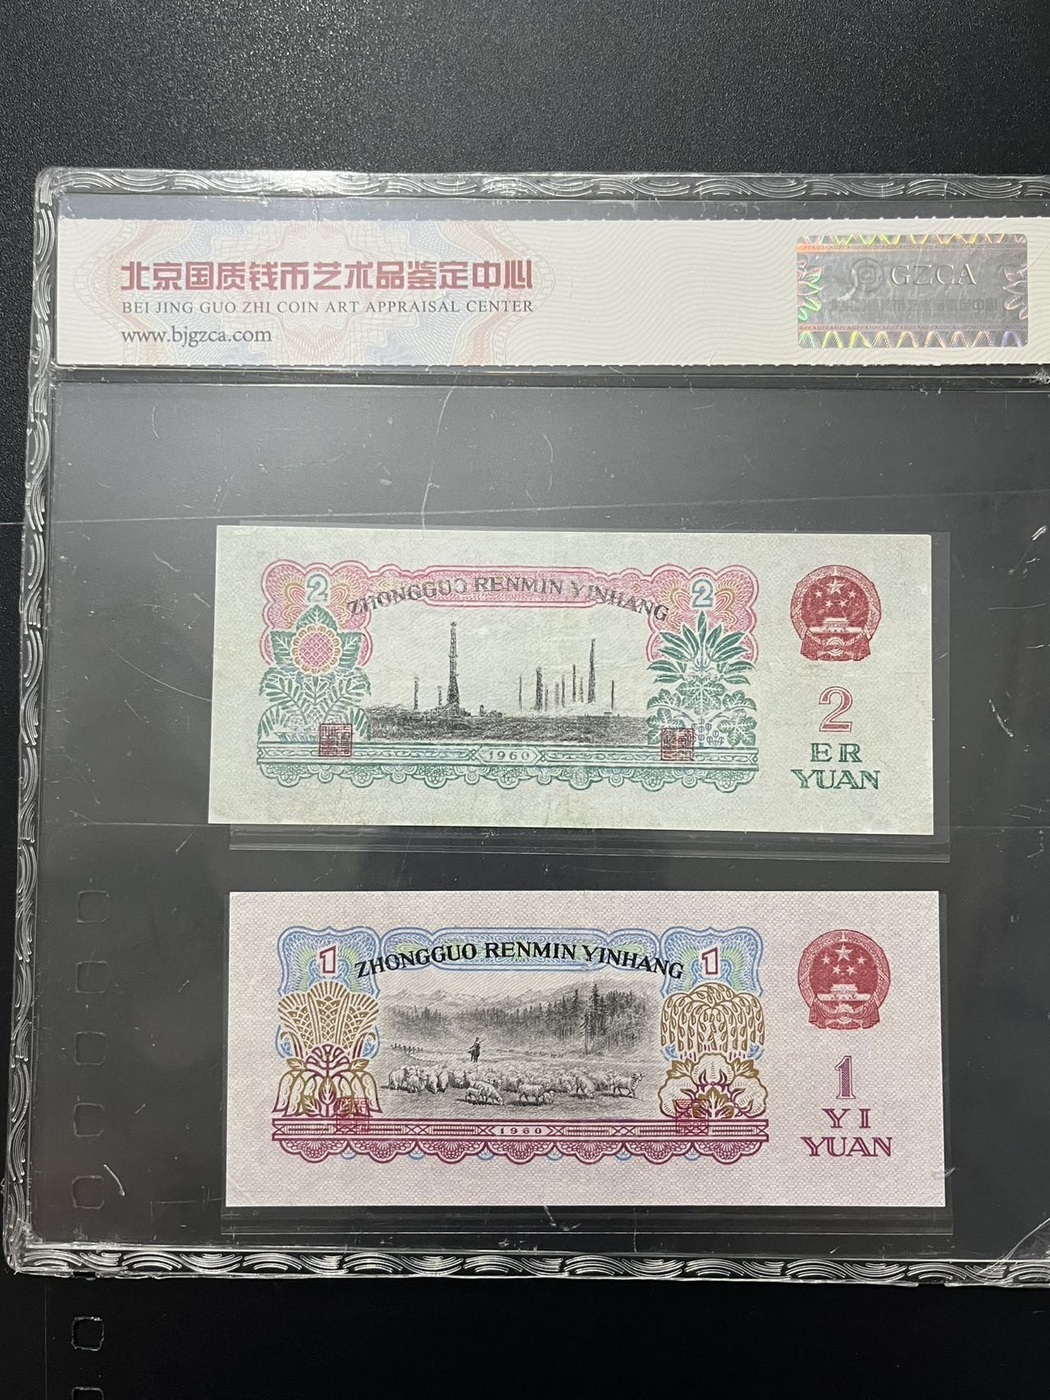 北京国质钱币艺术品鉴定中心
BEI JING GUO ZHI COIN ART APPRAISAL CENTER
www.bjgzca.com
GZCA
2
ZHONGGUO RENMIN YINHANG
2
1960
2
ER
YUAN
1
ZHONGGUO RENMIN YINHANG
1
1960
1
YI
YUAN